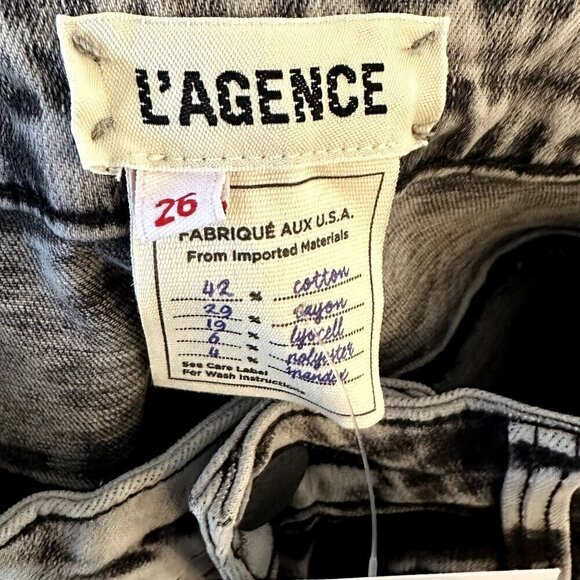 L'AGENCE
26
FABRIQUÉ AUX U.S.A.
From Imported Materials
42 % cotton
29 % rayon
19 % lyocell
6 % polyester
4 % spandex
See Care Label
For Wash Instructions